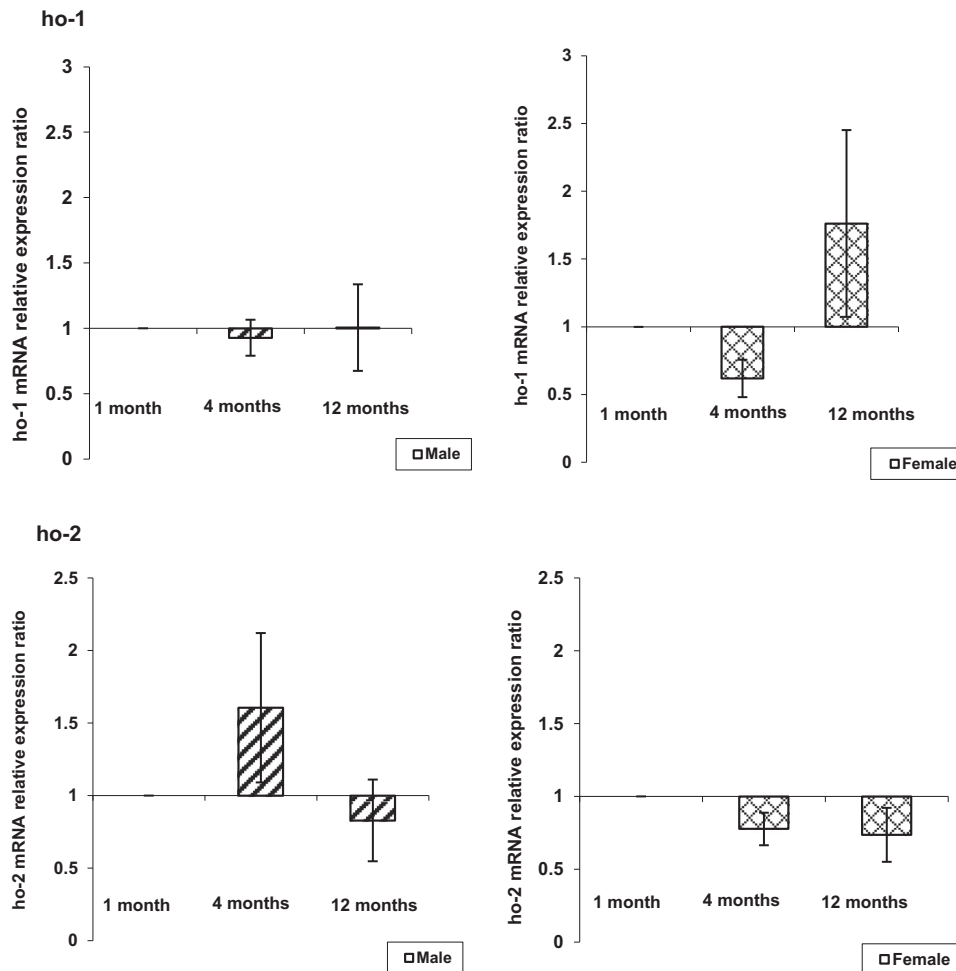 ho-1
ho-1 mRNA relative expression ratio
3
2.5
2
1.5
1
0.5
0
1 month
4 months
12 months
Male
ho-1 mRNA relative expression ratio
3
2.5
2
1.5
1
0.5
0
1 month
4 months
12 months
Female
ho-2
ho-2 mRNA relative expression ratio
2.5
2
1.5
1
0.5
0
1 month
4 months
12 months
Male
ho-2 mRNA relative expression ratio
2.5
2
1.5
1
0.5
0
1 month
4 months
12 months
Female